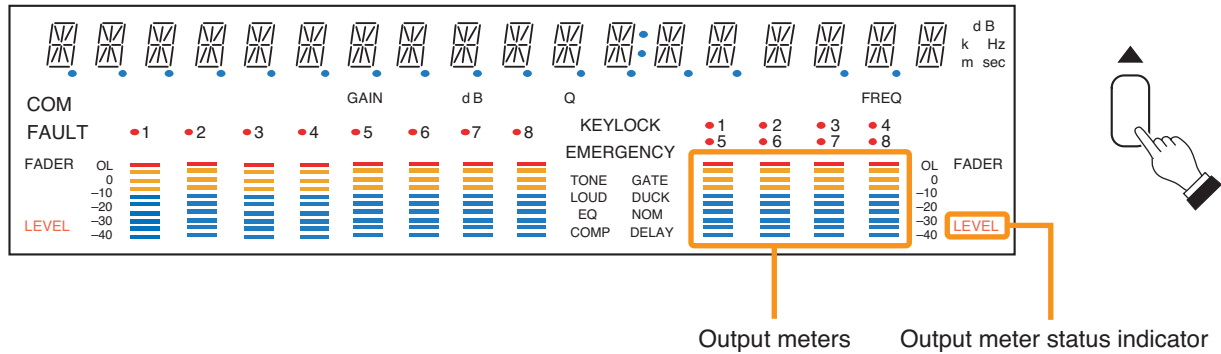 d B
k Hz
m sec
COM GAIN d B Q FREQ
FAULT 1 2 3 4 5 6 7 8 KEYLOCK 1 2 3 4
EMERGENCY 5 6 7 8
FADER OL OL FADER
0 TONE GATE 0
–10 LOUD DUCK –10
–20 –20
–30 EQ NOM –30
LEVEL –40 COMP DELAY –40 LEVEL
Output meters Output meter status indicator